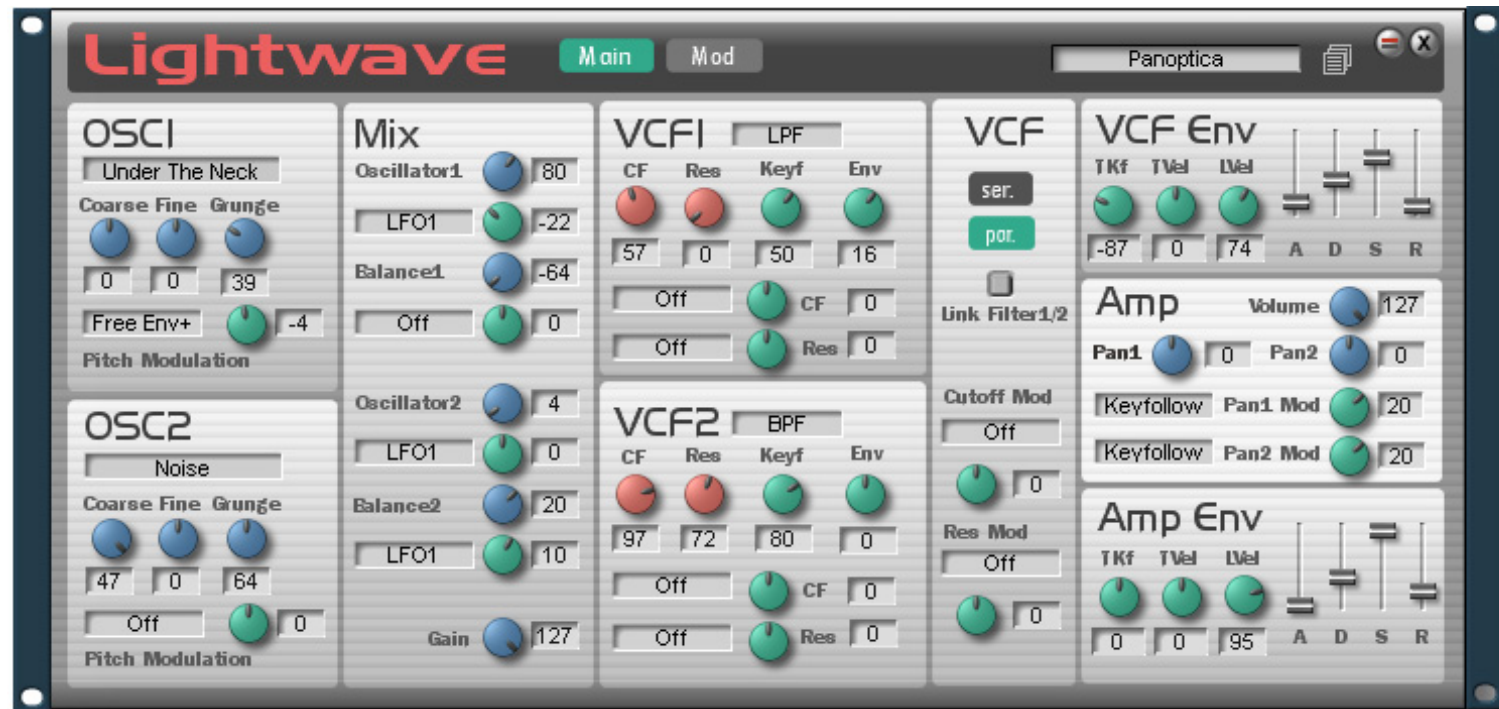 Lightwave
Main
Mod
Panoptica
X
OSC1
Under The Neck
Coarse Fine Grunge
0 0 39
Free Env+ -4
Pitch Modulation
OSC2
Noise
Coarse Fine Grunge
47 0 64
Off 0
Pitch Modulation
Mix
Oscillator1 80
LFO1 -22
Balance1 -64
Off 0
Oscillator2 4
LFO1 0
Balance2 20
LFO1 10
Gain 127
VCF1 LPF
CF Res Keyf Env
57 0 50 16
Off CF 0
Off Res 0
VCF2 BPF
CF Res Keyf Env
97 72 80 0
Off CF 0
Off Res 0
VCF
ser.
par.
Link Filter1/2
Cutoff Mod
Off
0
Res Mod
Off
0
VCF Env
TKf TVel LVel
-87 0 74 A D S R
Amp Volume 127
Pan1 0 Pan2 0
Keyfollow Pan1 Mod 20
Keyfollow Pan2 Mod 20
Amp Env
TKf TVel LVel
0 0 95 A D S R